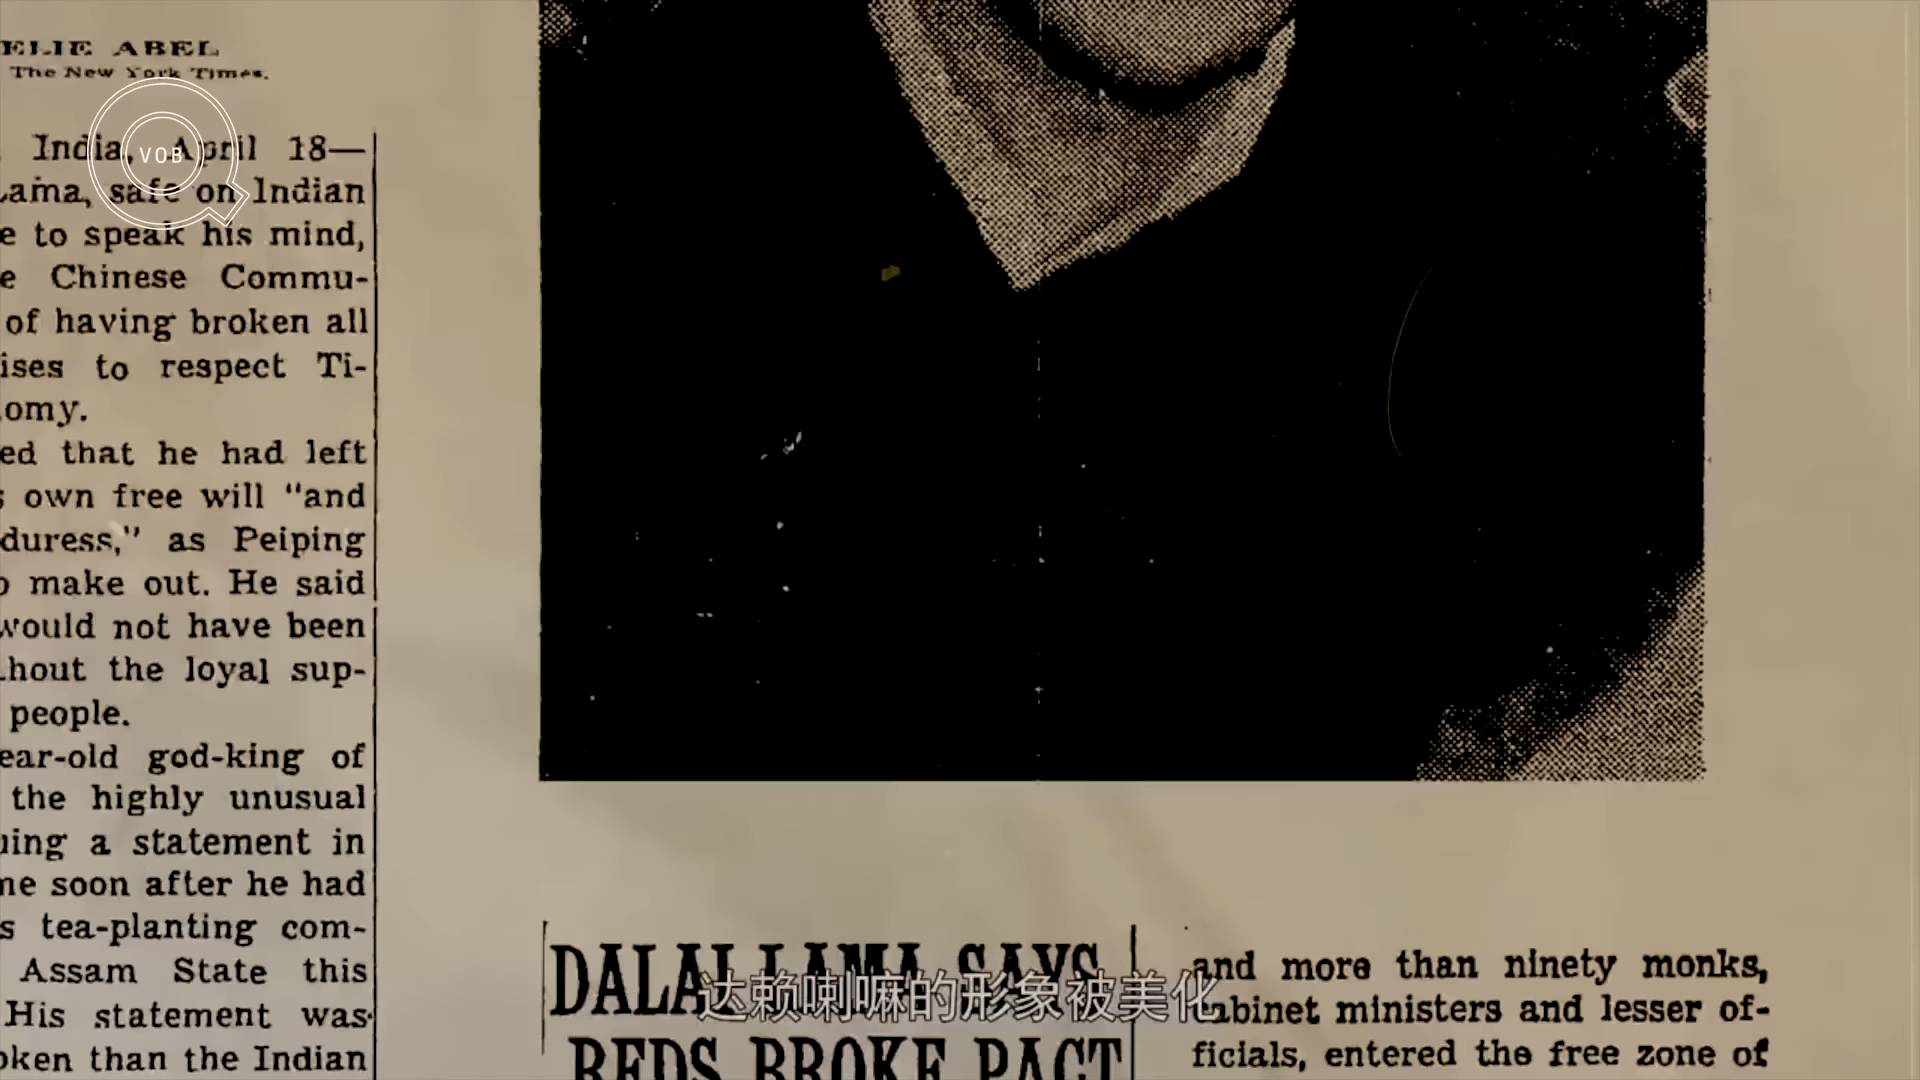 ELIE ABEL
The New York Times.
VOB
India, April 18—
Lama, safe on Indian
e to speak his mind,
e Chinese Commu-
of having broken all
ises to respect Ti-
omy.
ed that he had left
s own free will "and
duress," as Peiping
o make out. He said
would not have been
hout the loyal sup-
people.
ear-old god-king of
the highly unusual
uing a statement in
me soon after he had
s tea-planting com-
Assam State this
His statement was
oken than the Indian
DALAI LAMA SAYS
REDS BROKE PACT
and more than ninety monks,
cabinet ministers and lesser of-
ficials, entered the free zone of
达赖喇嘛的形象被美化